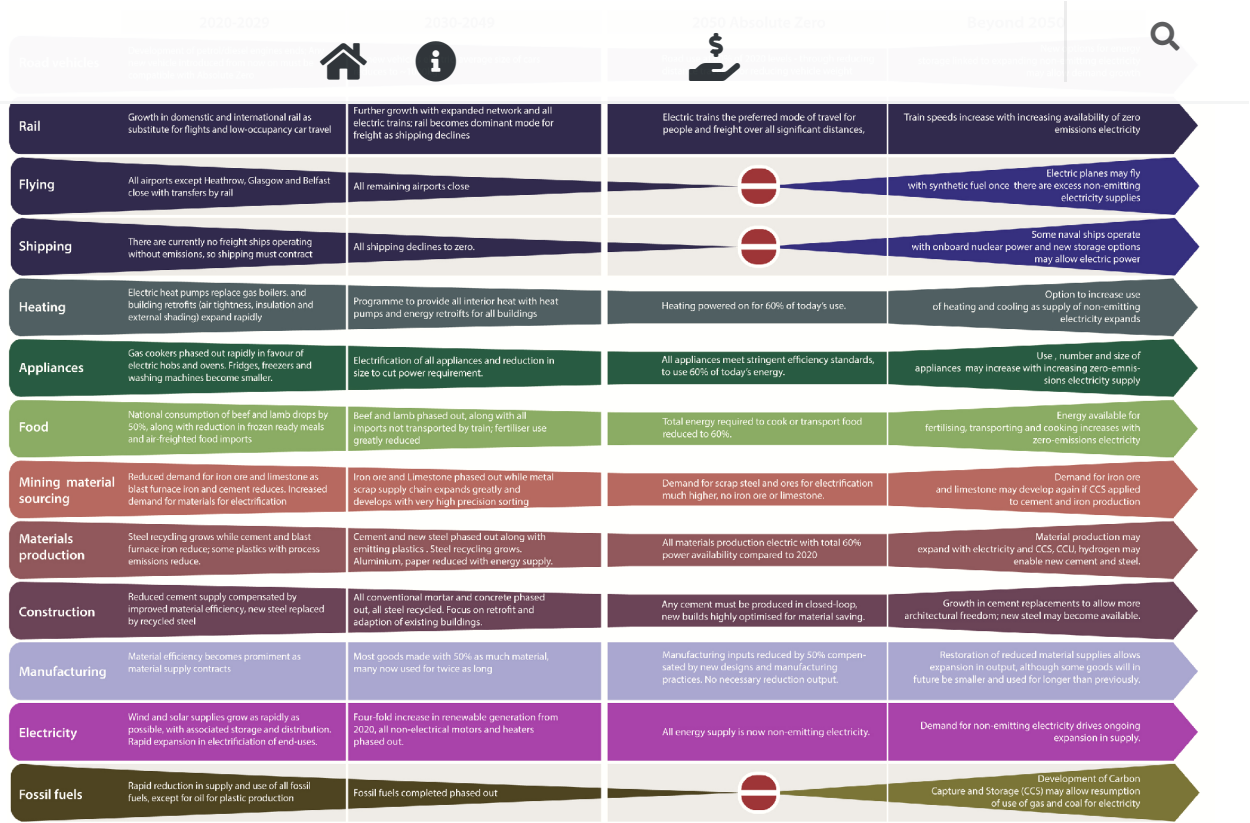 2020-2029
2030-2049
2050 Absolute Zero
Beyond 2050
Road vehicles
Rail
Growth in domenstic and international rail as
substitute for flights and low-occupancy car travel
Further growth with expanded network and all
electric trains; rail becomes dominant mode for
freight as shipping declines
Electric trains the preferred mode of travel for
people and freight over all significant distances,
Train speeds increase with increasing availability of zero
emissions electricity
Flying
All airports except Heathrow, Glasgow and Belfast
close with transfers by rail
All remaining airports close
Electric planes may fly
with synthetic fuel once there are excess non-emitting
electricity supplies
Shipping
There are currently no freight ships operating
without emissions, so shipping must contract
All shipping declines to zero.
Some naval ships operate
with onboard nuclear power and new storage options
may allow electric power
Heating
Electric heat pumps replace gas boilers. and
building retrofits (air tightness, insulation and
external shading) expand rapidly
Programme to provide all interior heat with heat
pumps and energy retroifts for all buildings
Heating powered on for 60% of today's use.
Option to increase use
of heating and cooling as supply of non-emitting
electricity expands
Appliances
Gas cookers phased out rapidly in favour of
electric hobs and ovens. Fridges, freezers and
washing machines become smaller.
Electrification of all appliances and reduction in
size to cut power requirement.
All appliances meet stringent efficiency standards,
to use 60% of today's energy.
Use , number and size of
appliances may increase with increasing zero-emnis-
sions electricity supply
Food
National consumption of beef and lamb drops by
50%, along with reduction in frozen ready meals
and air-freighted food imports
Beef and lamb phased out, along with all
imports not transported by train; fertiliser use
greatly reduced
Total energy required to cook or transport food
reduced to 60%.
Energy available for
fertilising, transporting and cooking increases with
zero-emissions electricity
Mining material
sourcing
Reduced demand for iron ore and limestone as
blast furnace iron and cement reduces. Increased
demand for materials for electrification
Iron ore and Limestone phased out while metal
scrap supply chain expands greatly and
develops with very high precision sorting
Demand for scrap steel and ores for electrification
much higher, no iron ore or limestone.
Demand for iron ore
and limestone may develop again if CCS applied
to cement and iron production
Materials
production
Steel recycling grows while cement and blast
furnace iron reduce; some plastics with process
emissions reduce.
Cement and new steel phased out along with
emitting plastics . Steel recycling grows.
Aluminium, paper reduced with energy supply.
All materials production electric with total 60%
power availability compared to 2020
Material production may
expand with electricity and CCS, CCU, hydrogen may
enable new cement and steel.
Construction
Reduced cement supply compensated by
improved material efficiency, new steel replaced
by recycled steel
All conventional mortar and concrete phased
out, all steel recycled. Focus on retrofit and
adaption of existing buildings.
Any cement must be produced in closed-loop,
new builds highly optimised for material saving.
Growth in cement replacements to allow more
architectural freedom; new steel may become available.
Manufacturing
Material efficiency becomes promiment as
material supply contracts
Most goods made with 50% as much material,
many now used for twice as long
Manufacturing inputs reduced by 50% compen-
sated by new designs and manufacturing
practices. No necessary reduction output.
Restoration of reduced material supplies allows
expansion in output, although some goods will in
future be smaller and used for longer than previously.
Electricity
Wind and solar supplies grow as rapidly as
possible, with associated storage and distribution.
Rapid expansion in electrificiation of end-uses.
Four-fold increase in renewable generation from
2020, all non-electrical motors and heaters
phased out.
All energy supply is now non-emitting electricity.
Demand for non-emitting electricity drives ongoing
expansion in supply.
Fossil fuels
Rapid reduction in supply and use of all fossil
fuels, except for oil for plastic production
Fossil fuels completed phased out
Development of Carbon
Capture and Storage (CCS) may allow resumption
of use of gas and coal for electricity